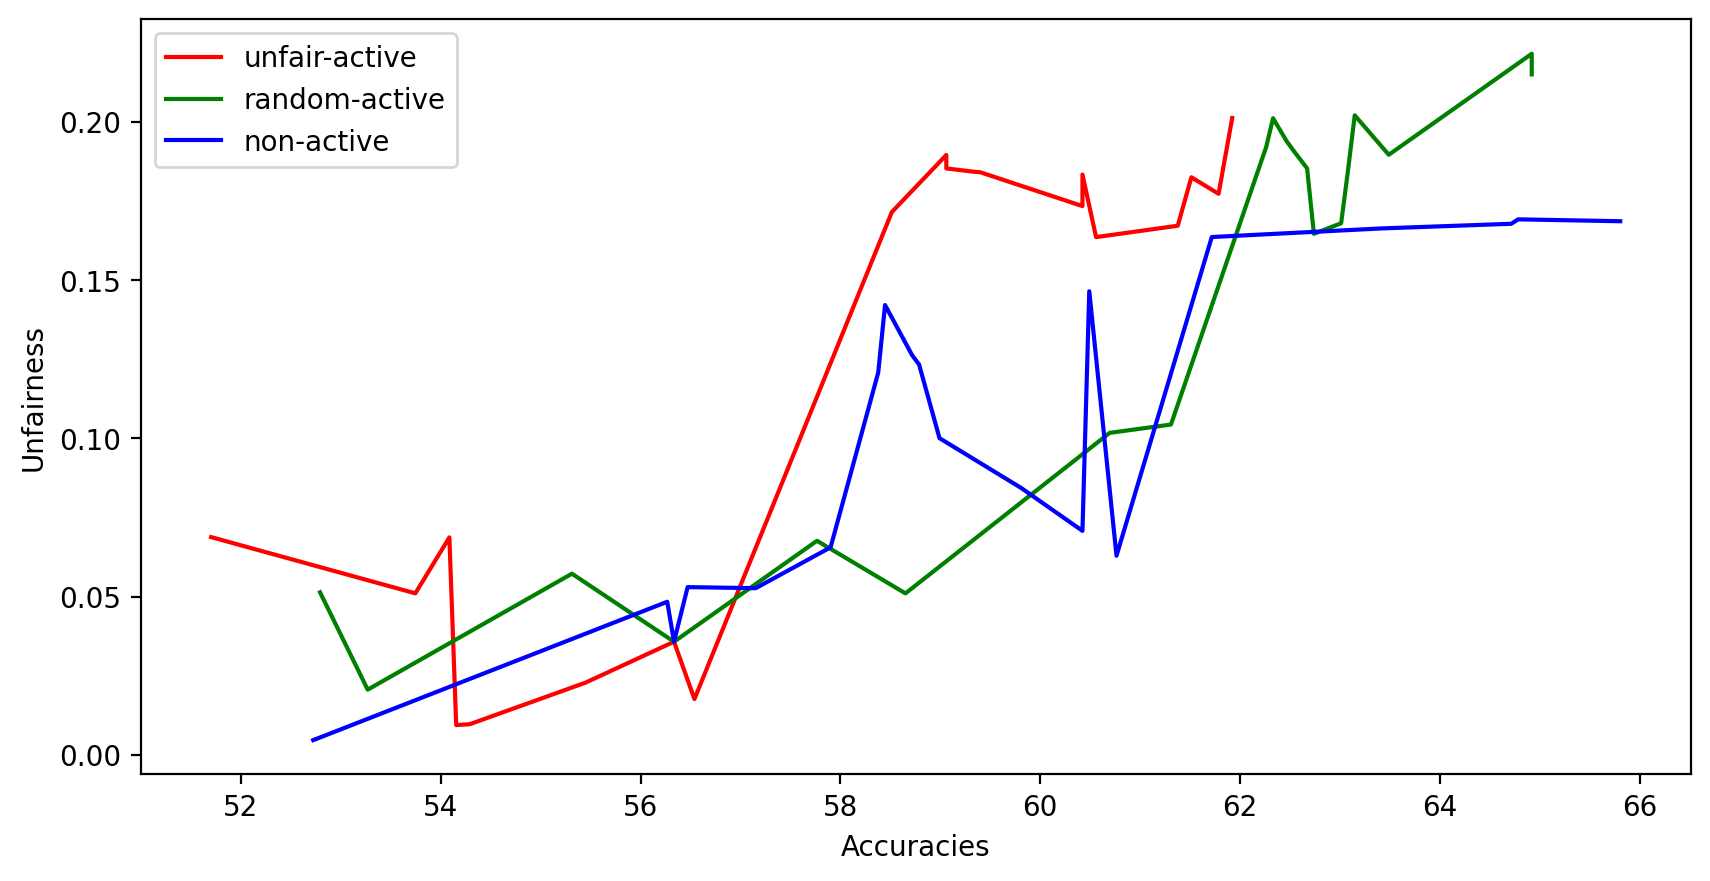 unfair-active
random-active
non-active
0.20
0.15
0.10
0.05
0.00
Unfairness
52 54 56 58 60 62 64 66
Accuracies